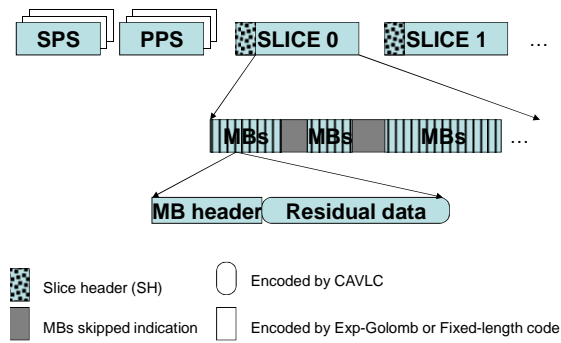 SPS PPS SLICE 0 SLICE 1 ...
MBs MBs MBs ...
MB header Residual data
Slice header (SH) Encoded by CAVLC
MBs skipped indication Encoded by Exp-Golomb or Fixed-length code